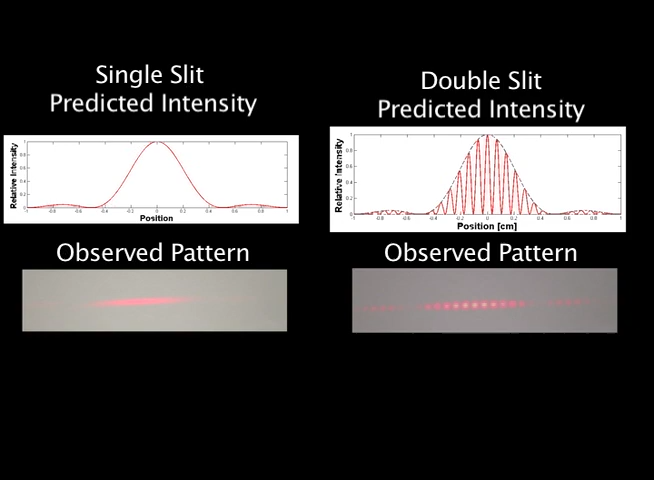 Single Slit
Predicted Intensity
Double Slit
Predicted Intensity
Relative Intensity
Position
Relative Intensity
Position [cm]
Observed Pattern
Observed Pattern